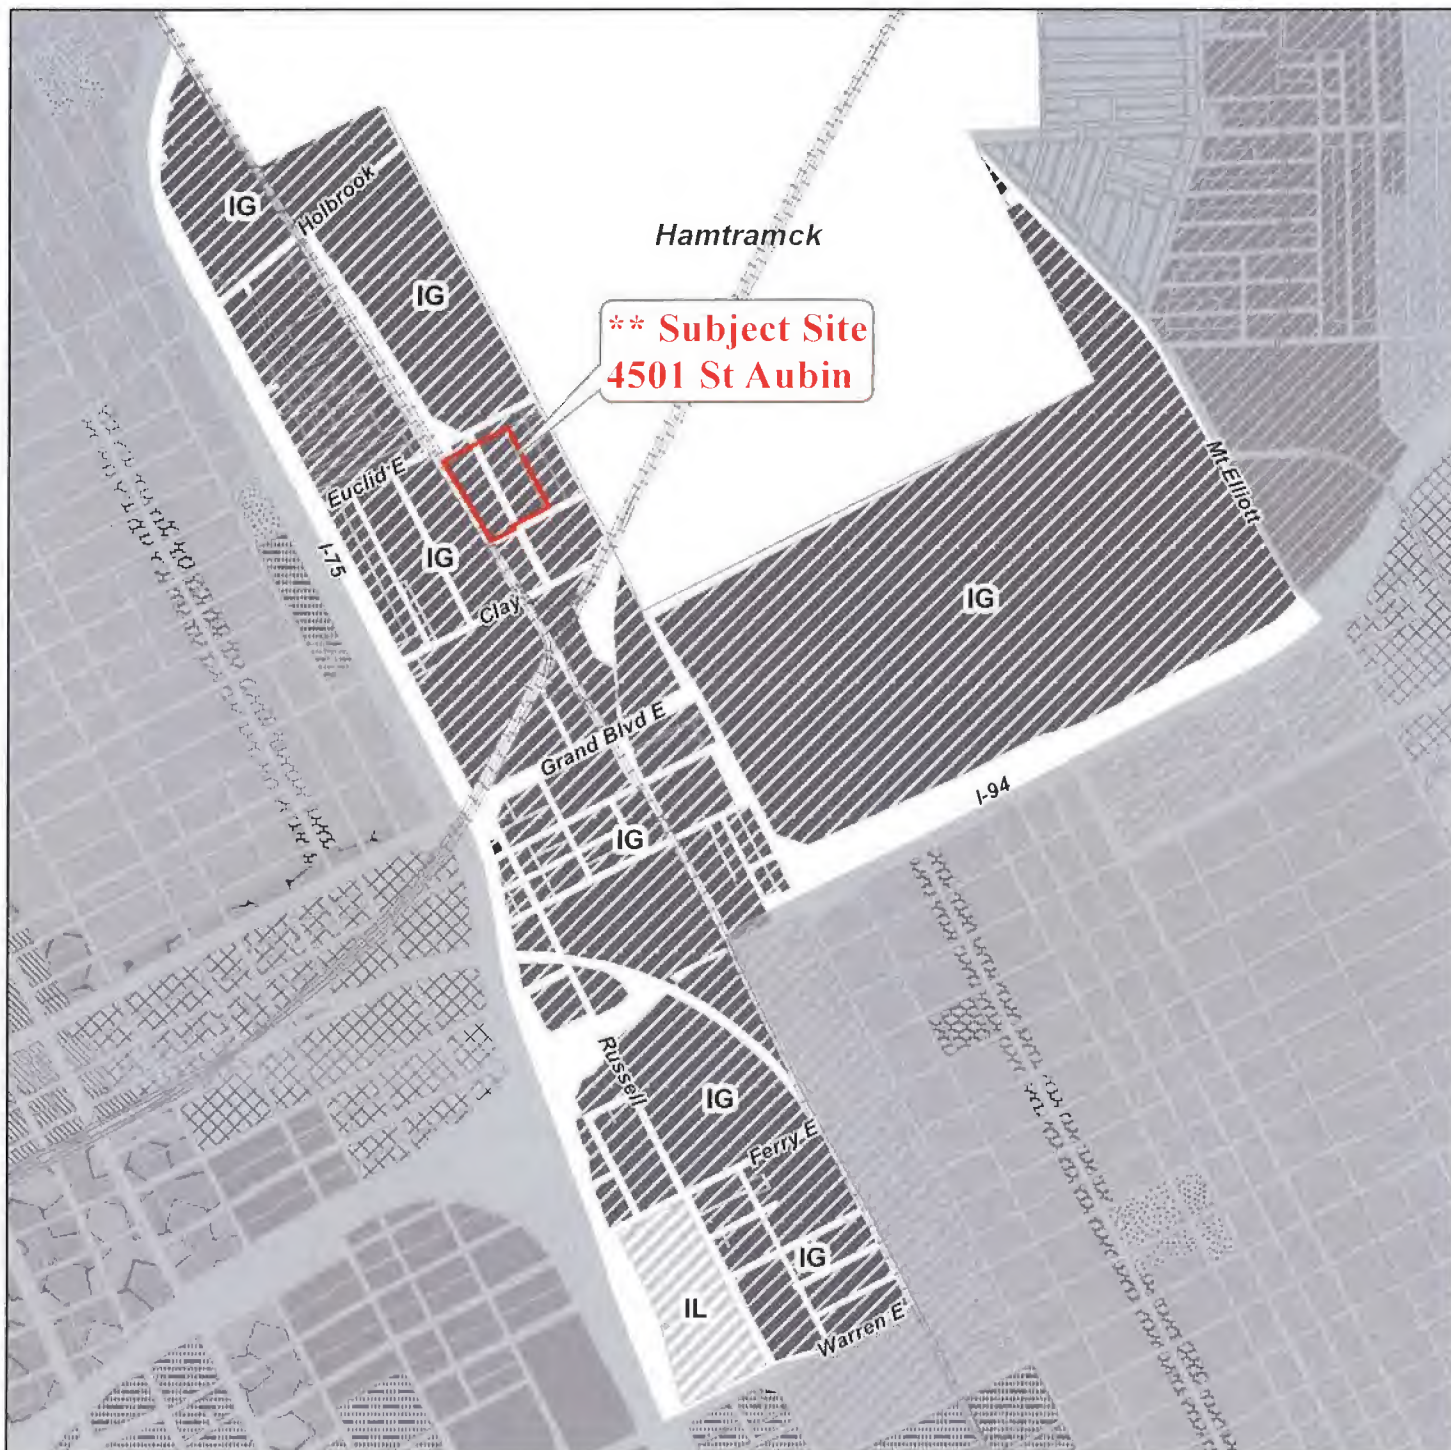 IG
Holbrook
Hamtramck
IG
** Subject Site
4501 St Aubin
Euclid E
Mt Elliott
I-75
IG
Clay
IG
Grand Blvd E
I-94
IG
Russell
IG
Ferry E
IG
IL
Warren E